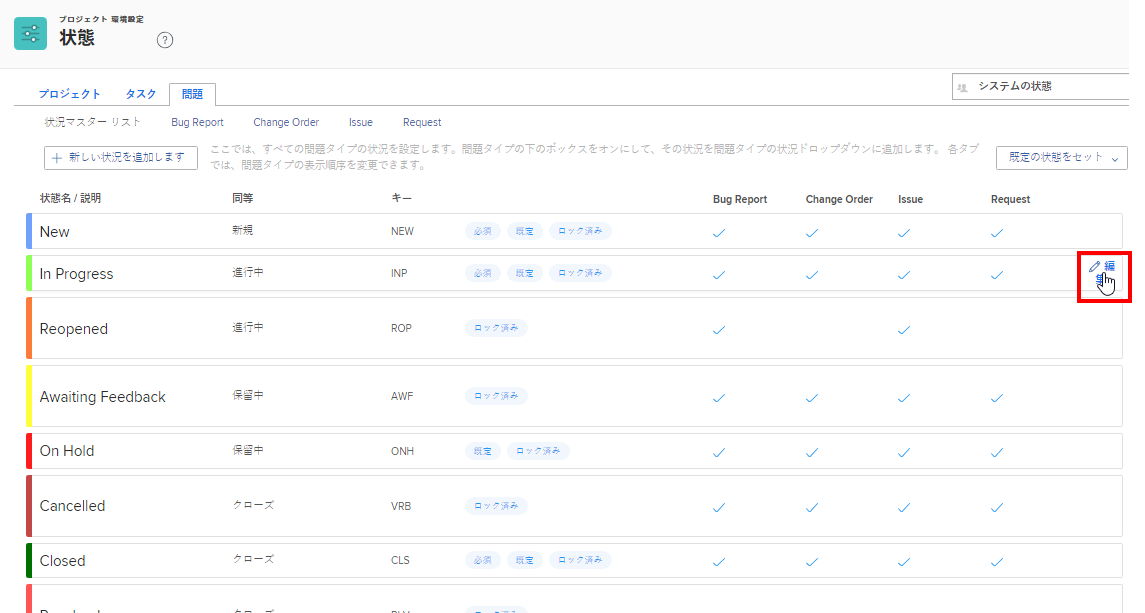 プロジェクト 環境設定
状態
?
システムの状態
プロジェクト タスク 問題
状況マスター リスト Bug Report Change Order Issue Request
新しい状況を追加します
ここでは、すべての問題タイプの状況を設定します。問題タイプの下のボックスをオンにして、その状況を問題タイプの状況ドロップダウンに追加します。 各タブ
では、問題タイプの表示順序を変更できます。
既定の状態をセット
状態名 / 説明 同等 キー Bug Report Change Order Issue Request
New 新規 NEW 必須 既定 ロック済み
In Progress 進行中 INP 必須 既定 ロック済み 編
Reopened 進行中 ROP ロック済み
Awaiting Feedback 保留中 AWF ロック済み
On Hold 保留中 ONH 既定 ロック済み
Cancelled クローズ VRB ロック済み
Closed クローズ CLS 必須 既定 ロック済み